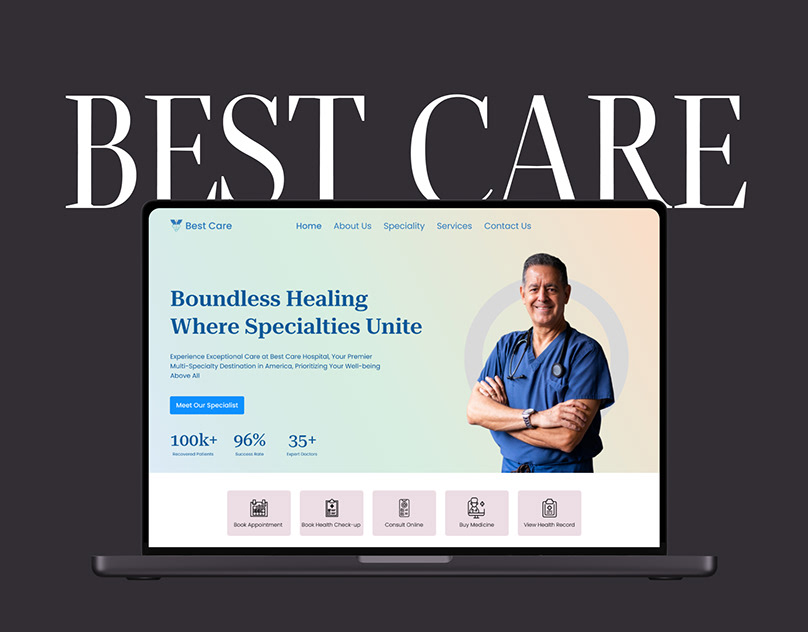 BEST CARE
Best Care
Home About Us Speciality Services Contact Us
Boundless Healing
Where Specialties Unite
Experience Exceptional Care at Best Care Hospital, Your Premier
Multi-Specialty Destination in America, Prioritizing Your Well-being
Above All
Meet Our Specialist
100k+ 96% 35+
Recovered Patients Success Rate Expert Doctors
Book Appointment Book Health Check-up Consult Online Buy Medicine View Health Record